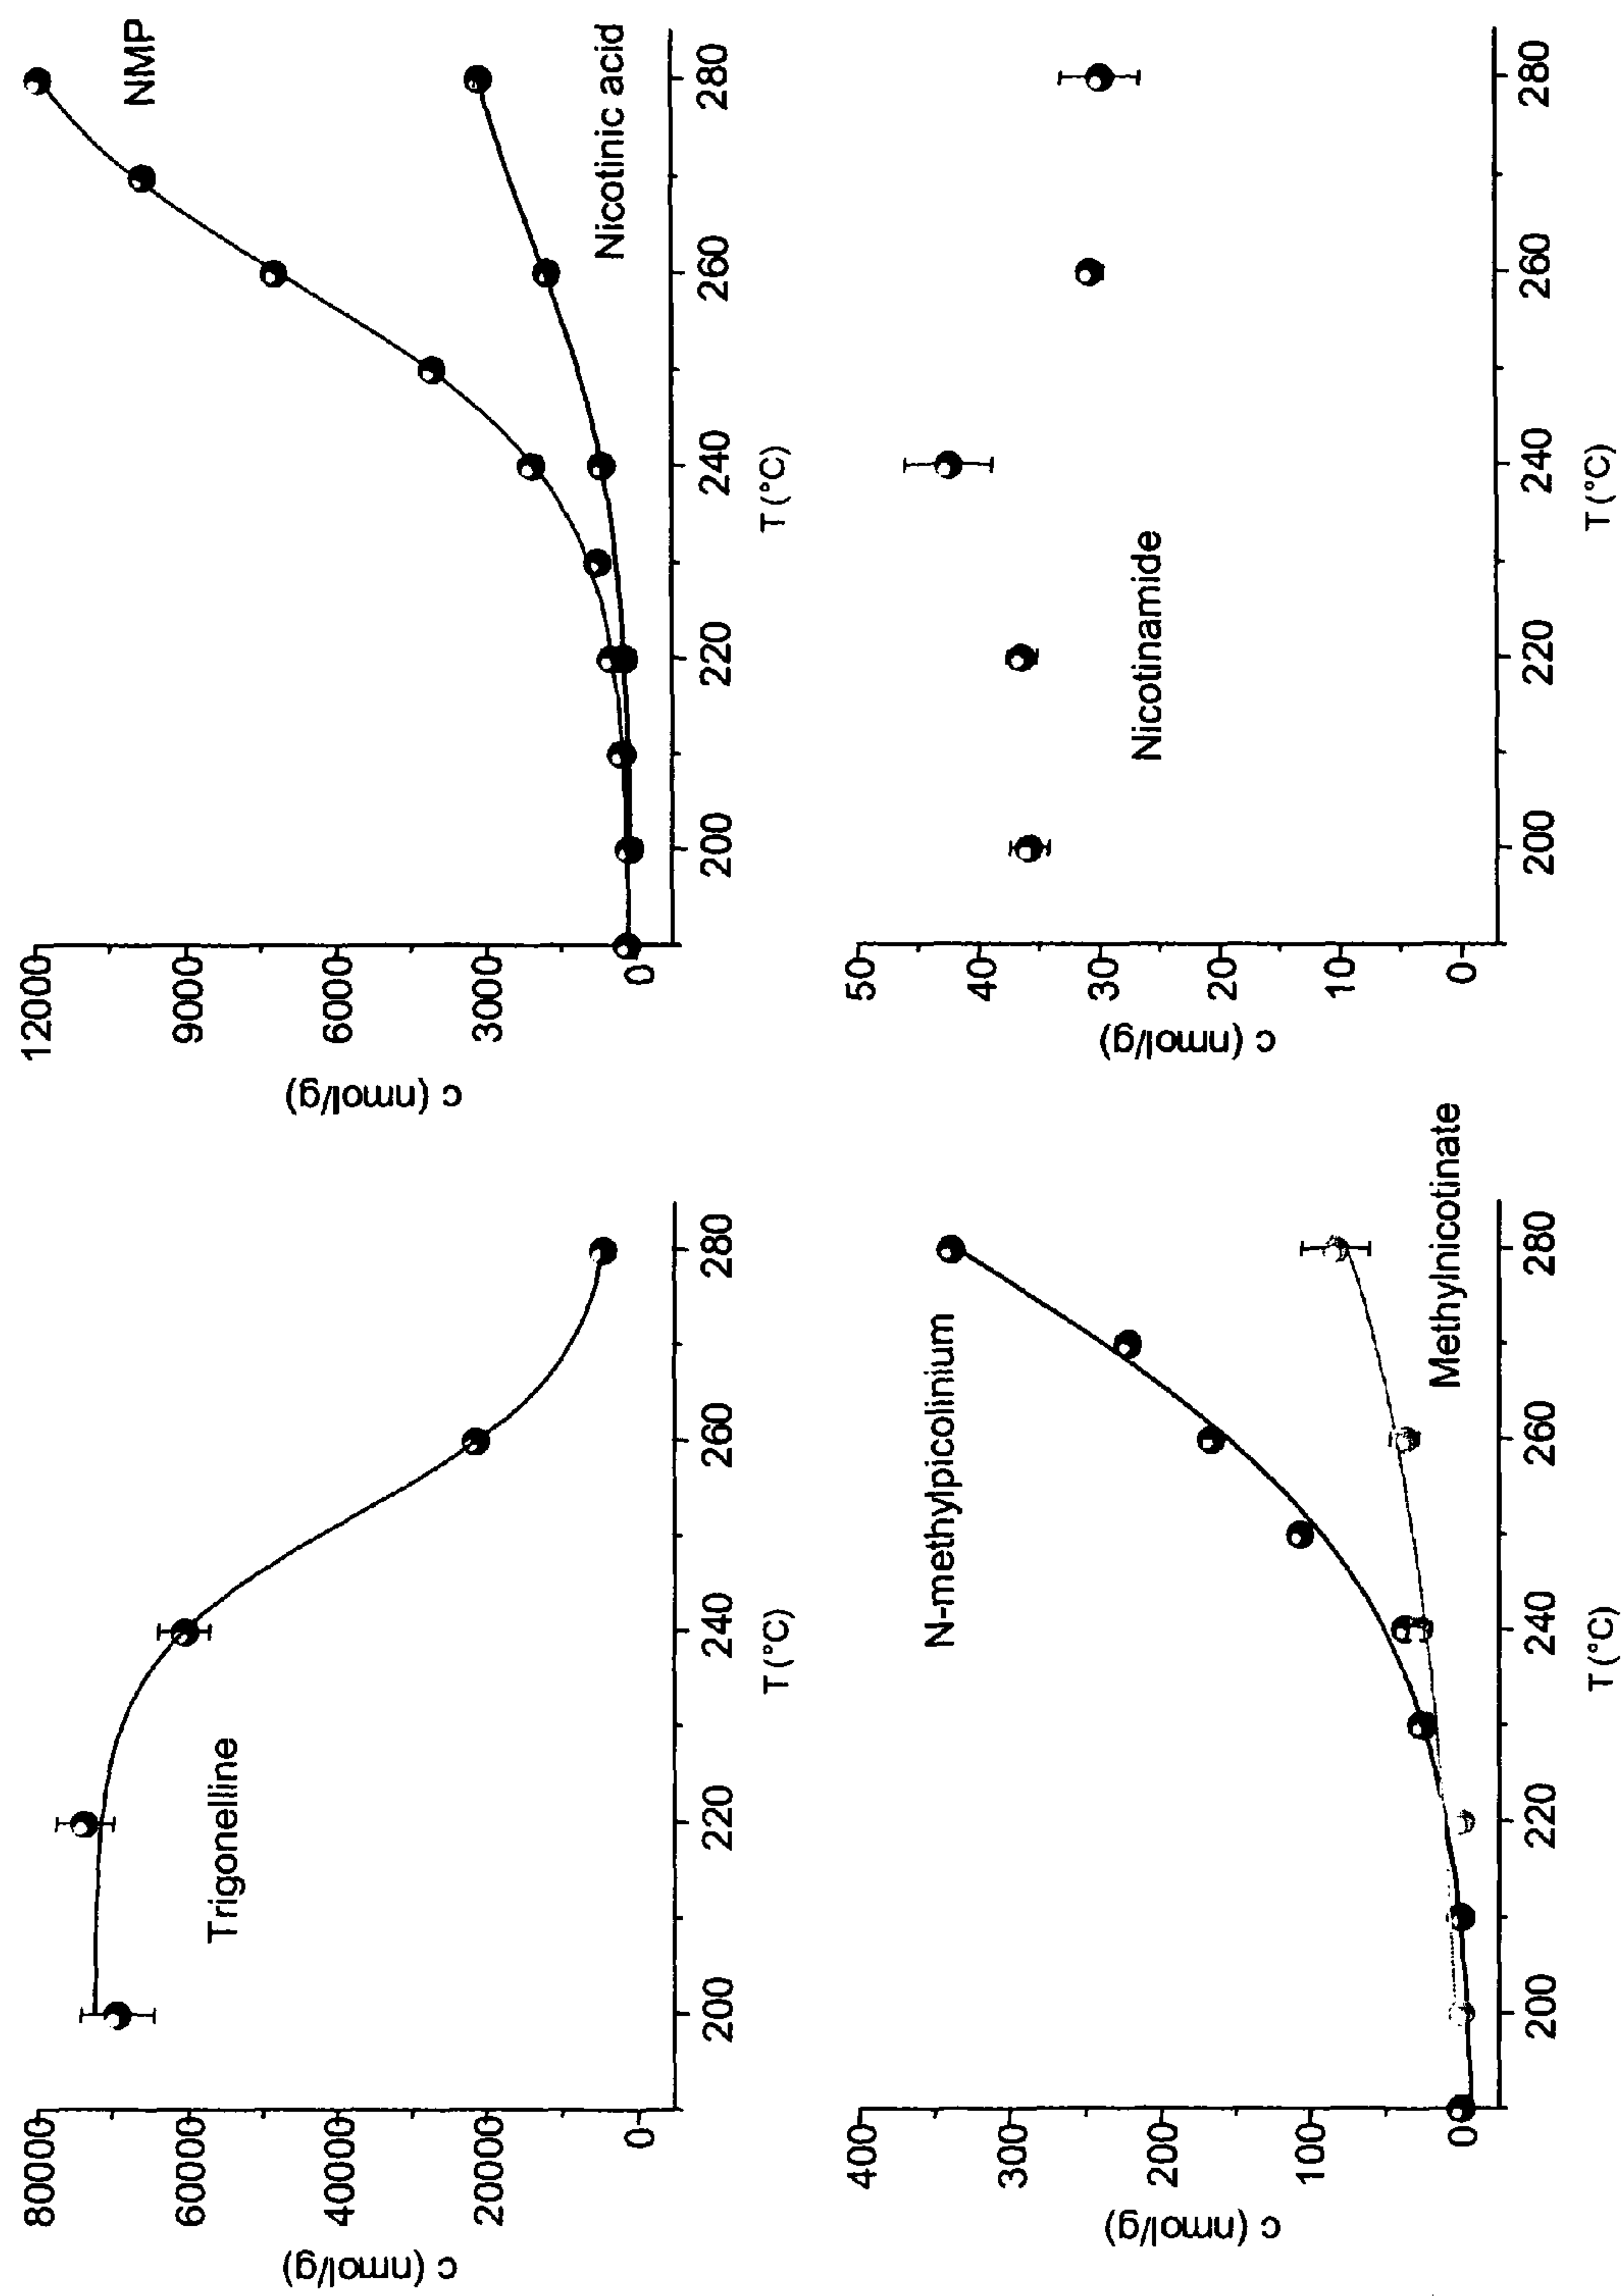 80000
60000
40000
20000
0
c (nmol/g)
Trigonelline
200
220
240
260
280
T (°C)
12000
9000
6000
3000
0
c (nmol/g)
NMP
Nicotinic acid
200
220
240
260
280
T (°C)
400
300
200
100
0
c (nmol/g)
N-methylpicolinium
Methylnicotinate
200
220
240
260
280
T (°C)
50
40
30
20
10
0
c (nmol/g)
Nicotinamide
200
220
240
260
280
T (°C)